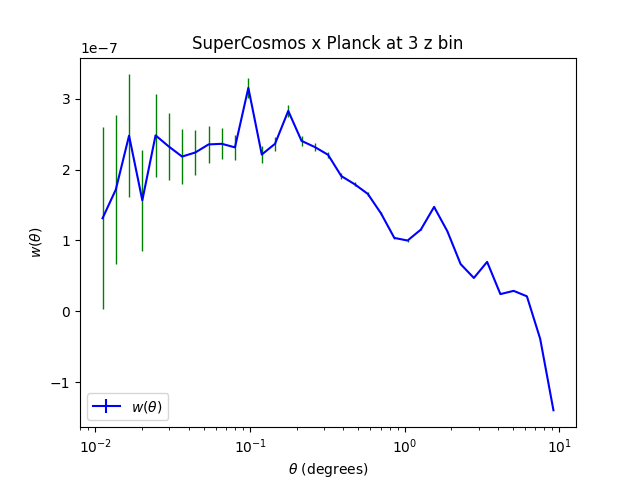 SuperCosmos x Planck at 3 z bin
1e−7
3
2
1
0
−1
w(θ)
w(θ)
10⁻² 10⁻¹ 10⁰ 10¹
θ (degrees)